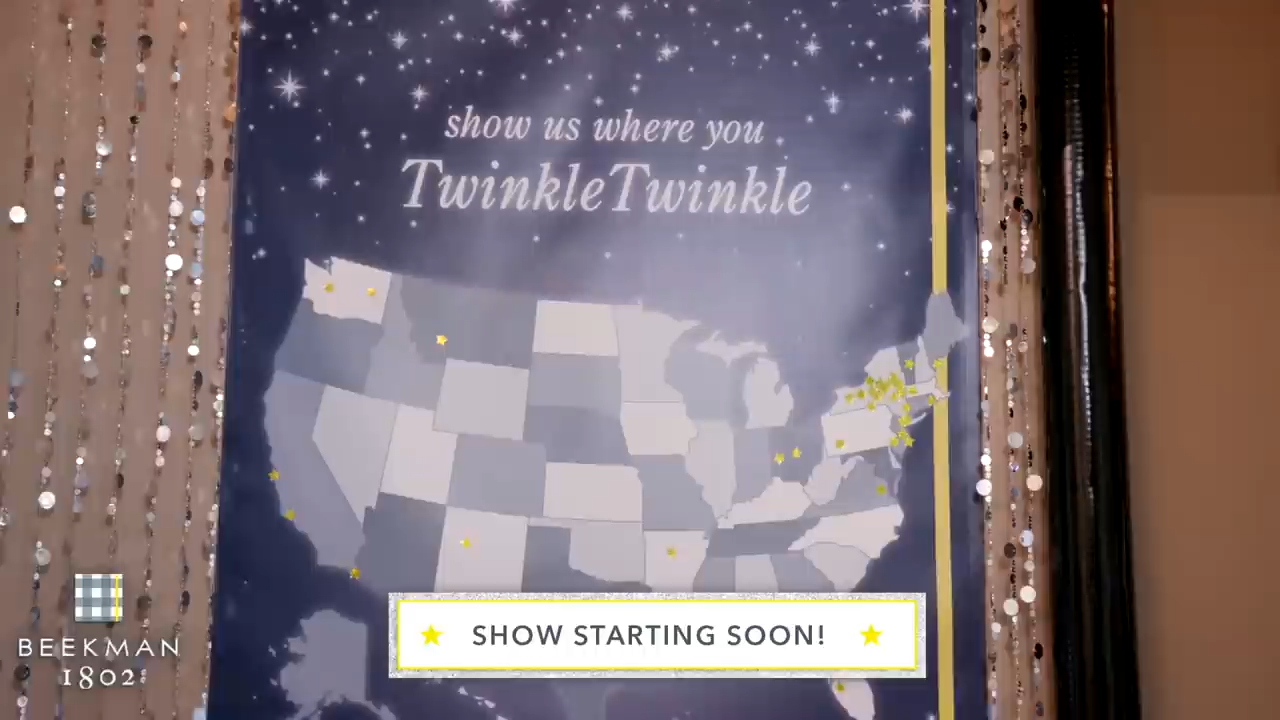 show us where you
TwinkleTwinkle
SHOW STARTING SOON!
BEEKMAN
1802